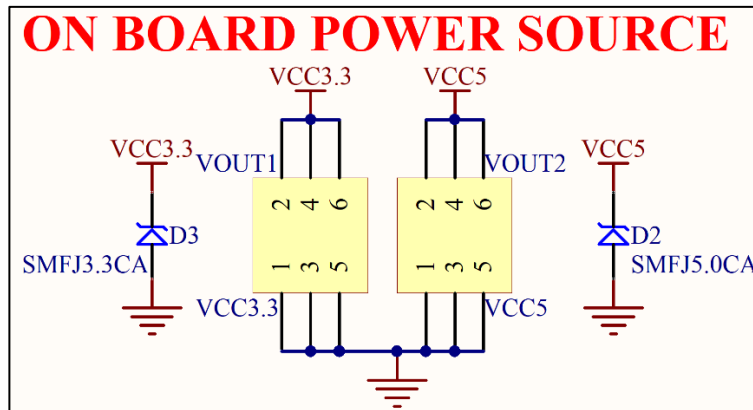 ON BOARD POWER SOURCE
VCC3.3
VCC5
VCC3.3
VOUT1
VOUT2
VCC5
2 4 6
2 4 6
D3
D2
SMFJ3.3CA
1 3 5
1 3 5
SMFJ5.0CA
VCC3.3
VCC5